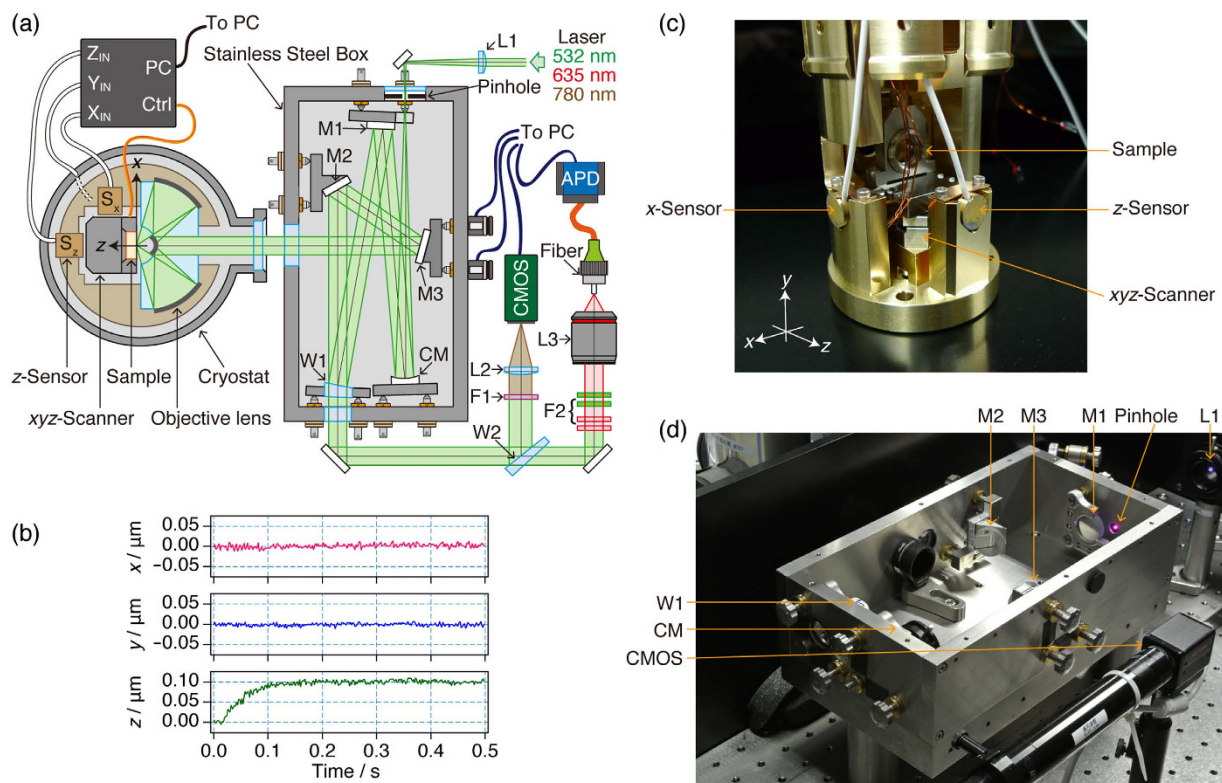 (a)
To PC
Z_IN
Y_IN
X_IN
PC
Ctrl
Stainless Steel Box
L1
Laser
532 nm
635 nm
780 nm
Pinhole
M1
M2
M3
To PC
APD
Fiber
CMOS
L3
L2
F1
F2
W1
CM
W2
x
z
S_x
S_z
z-Sensor
Sample
Cryostat
xyz-Scanner
Objective lens
(b)
x / μm
0.05
0.00
−0.05
y / μm
0.05
0.00
−0.05
z / μm
0.10
0.05
0.00
0.0
0.1
0.2
0.3
0.4
0.5
Time / s
(c)
Sample
x-Sensor
z-Sensor
xyz-Scanner
y
x
z
(d)
M2
M3
M1
Pinhole
L1
W1
CM
CMOS